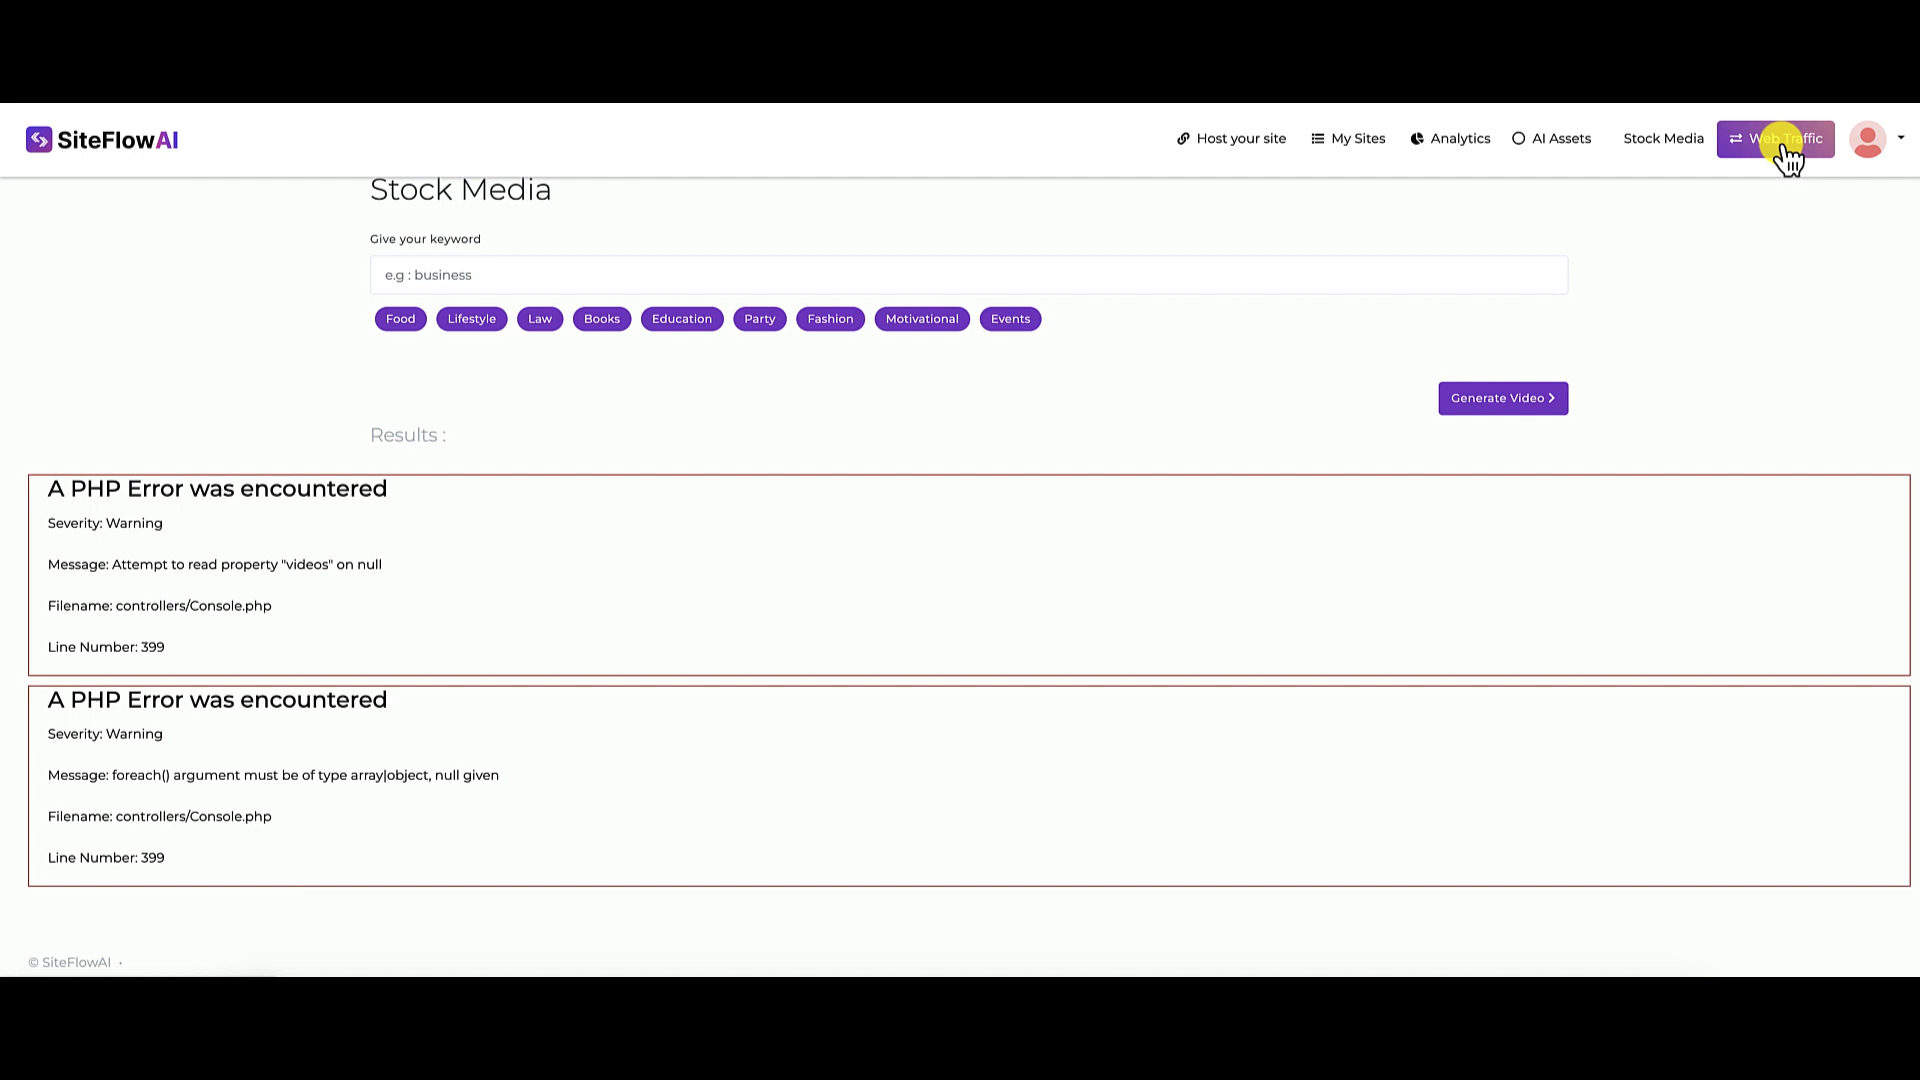 SiteFlowAI
Host your site
My Sites
Analytics
AI Assets
Stock Media
Web Traffic
Stock Media
Give your keyword
e.g : business
Food
Lifestyle
Law
Books
Education
Party
Fashion
Motivational
Events
Generate Video
Results :
A PHP Error was encountered
Severity: Warning
Message: Attempt to read property "videos" on null
Filename: controllers/Console.php
Line Number: 399
A PHP Error was encountered
Severity: Warning
Message: foreach() argument must be of type array|object, null given
Filename: controllers/Console.php
Line Number: 399
© SiteFlowAI •